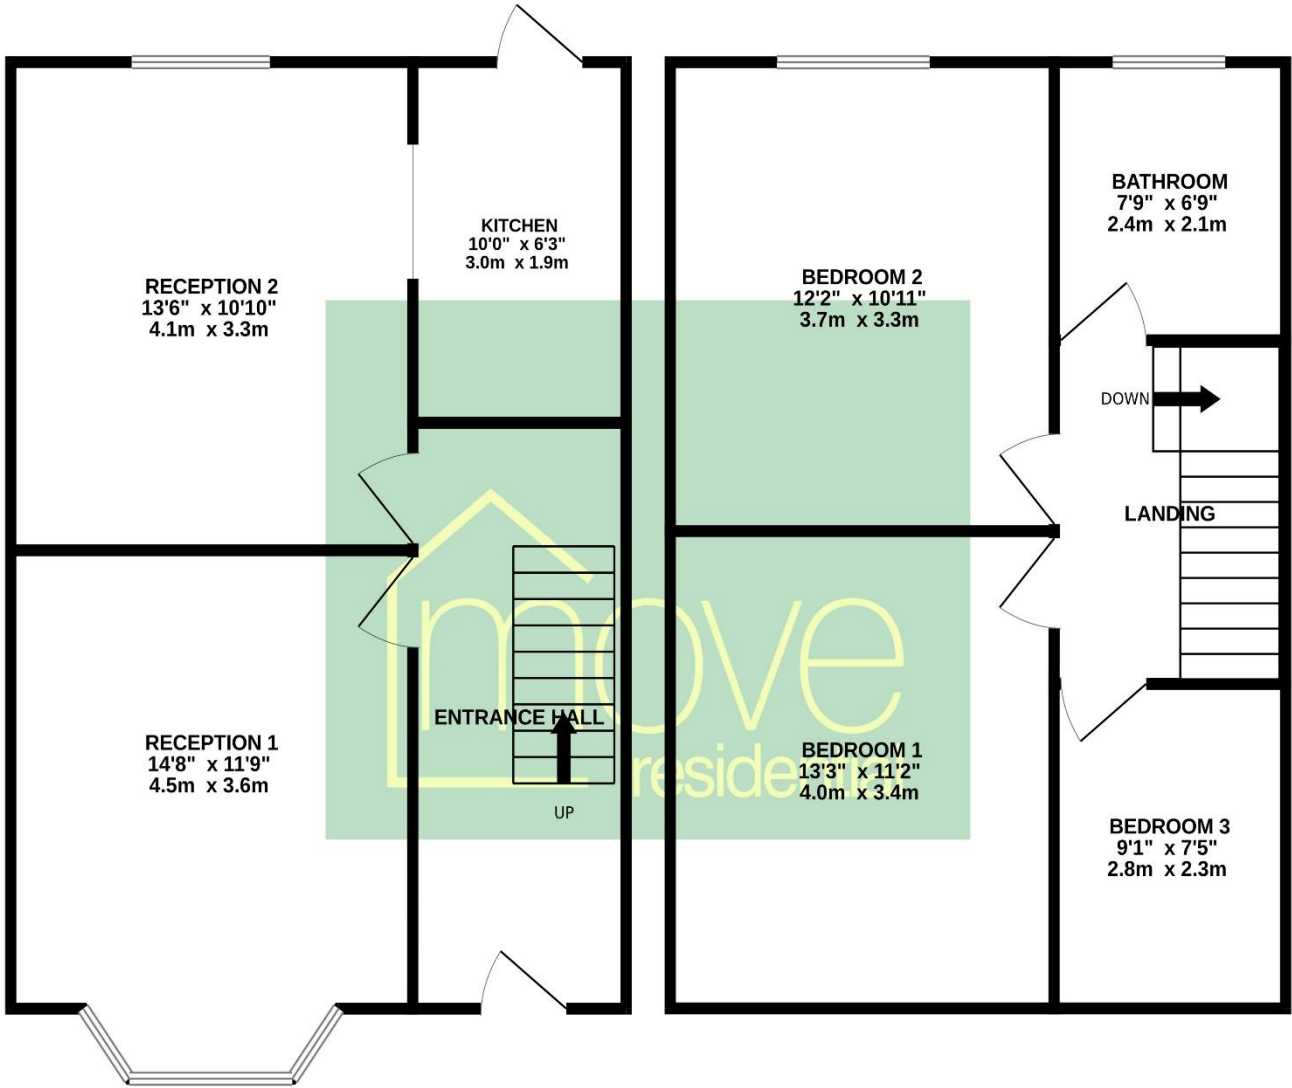 RECEPTION 2
13'6" x 10'10"
4.1m x 3.3m
KITCHEN
10'0" x 6'3"
3.0m x 1.9m
RECEPTION 1
14'8" x 11'9"
4.5m x 3.6m
ENTRANCE HALL
UP
BEDROOM 2
12'2" x 10'11"
3.7m x 3.3m
BATHROOM
7'9" x 6'9"
2.4m x 2.1m
DOWN
LANDING
BEDROOM 1
13'3" x 11'2"
4.0m x 3.4m
BEDROOM 3
9'1" x 7'5"
2.8m x 2.3m
move
residential